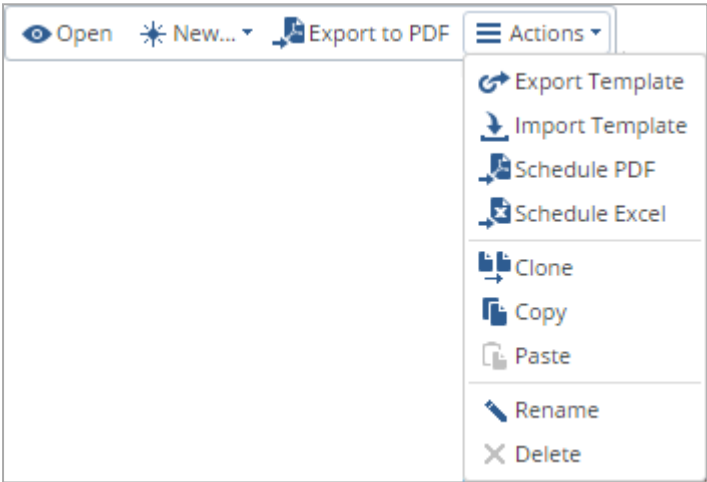 Open New... Export to PDF Actions
Export Template
Import Template
Schedule PDF
Schedule Excel
Clone
Copy
Paste
Rename
Delete